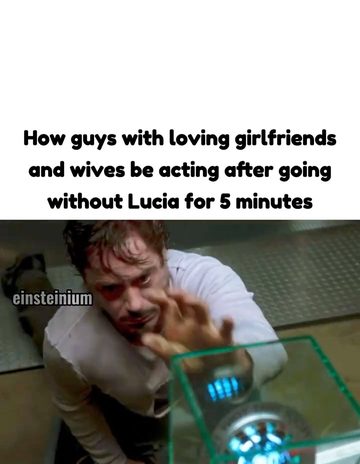 How guys with loving girlfriends
and wives be acting after going
without Lucia for 5 minutes
einsteinium